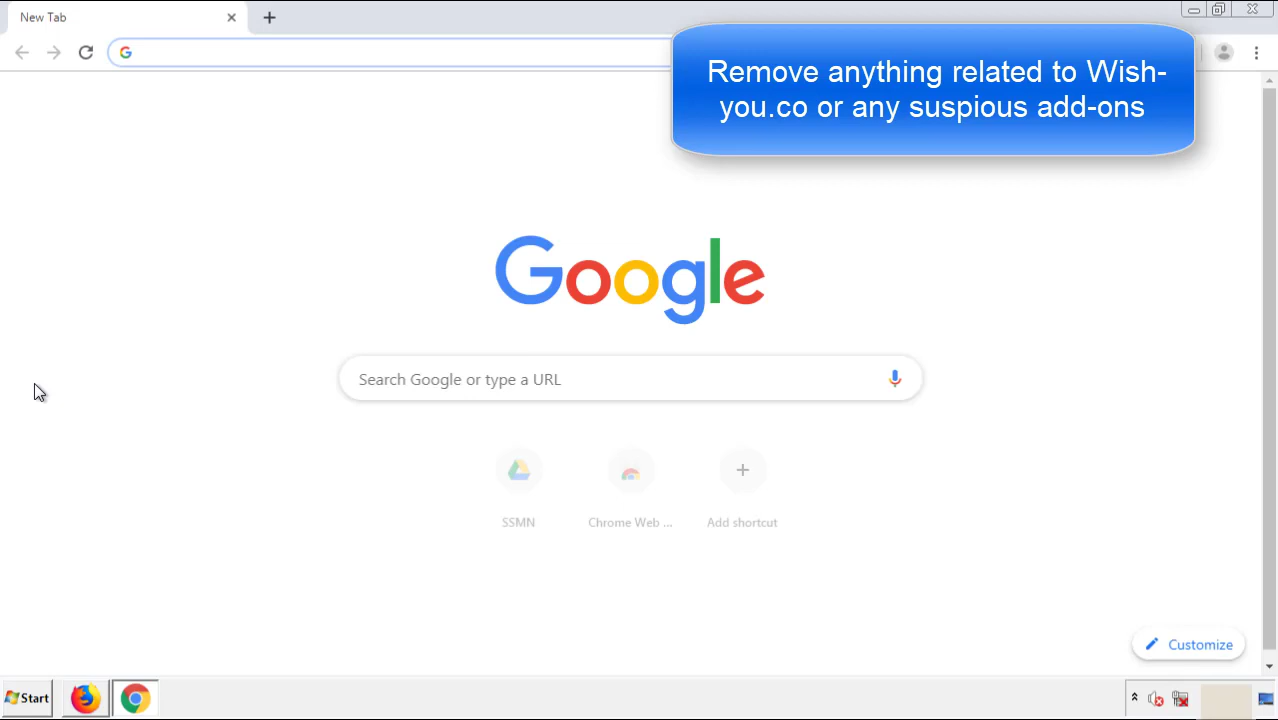 New Tab
Remove anything related to Wish-
you.co or any suspious add-ons
Google
Search Google or type a URL
SSMN
Chrome Web ...
Add shortcut
Customize
Start